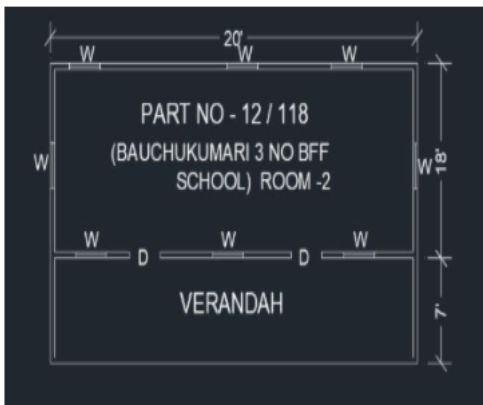 20'
W W W
PART NO - 12 / 118
(BAUCHUKUMARI 3 NO BFF
SCHOOL) ROOM -2
W W 18'
W W W
D D
VERANDAH
7'